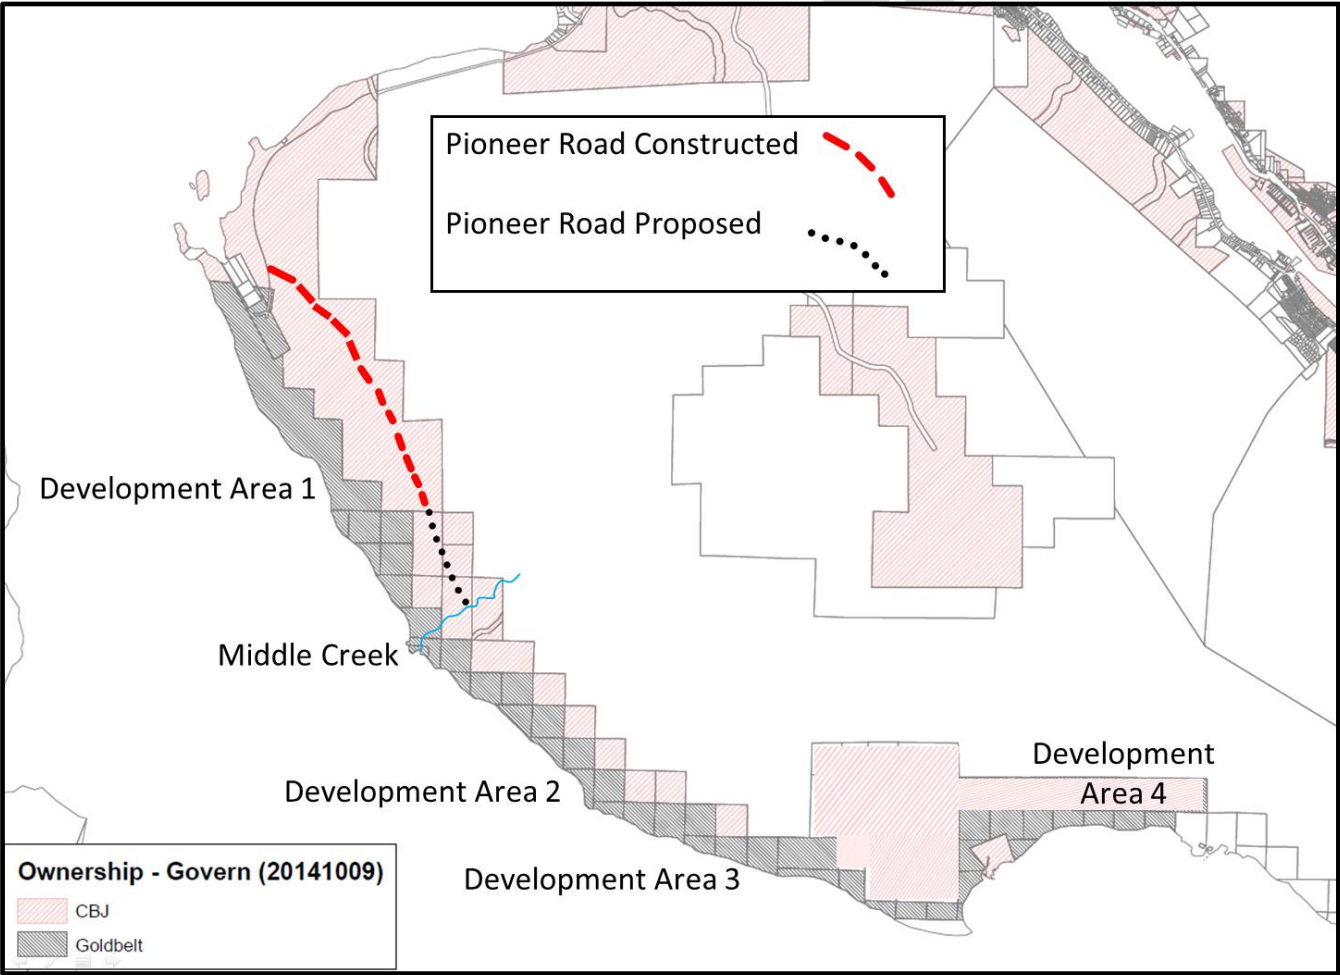 Pioneer Road Constructed
Pioneer Road Proposed
Development Area 1
Middle Creek
Development
Area 4
Development Area 2
Development Area 3
Ownership - Govern (20141009)
CBJ
Goldbelt